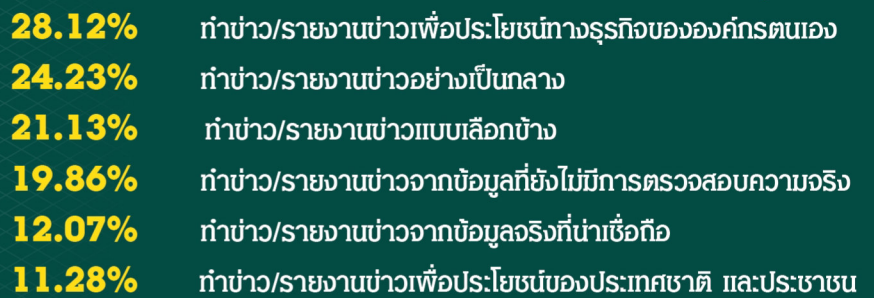 28.12% ทำข่าว/รายงานข่าวเพื่อประโยชน์ทางธุรกิจขององค์กรตนเอง
24.23% ทำข่าว/รายงานข่าวอย่างเป็นกลาง
21.13% ทำข่าว/รายงานข่าวแบบเลือกข้าง
19.86% ทำข่าว/รายงานข่าวจากข้อมูลที่ยังไม่มีการตรวจสอบความจริง
12.07% ทำข่าว/รายงานข่าวจากข้อมูลจริงที่น่าเชื่อถือ
11.28% ทำข่าว/รายงานข่าวเพื่อประโยชน์ของประเทศชาติ และประชาชน